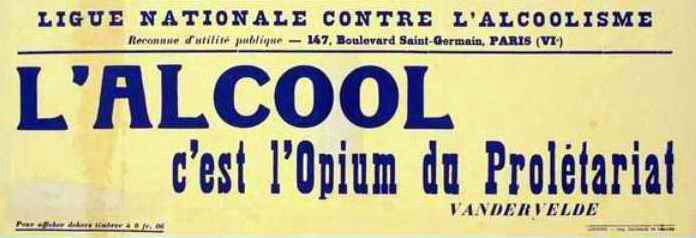 LIGUE NATIONALE CONTRE L'ALCOOLISME
Reconnue d'utilité publique — 147, Boulevard Saint-Germain, PARIS (VIe)
L'ALCOOL
c'est l'Opium du Prolétariat
VANDERVELDE
Pour afficher dehors timbrer à 0 fr. 06